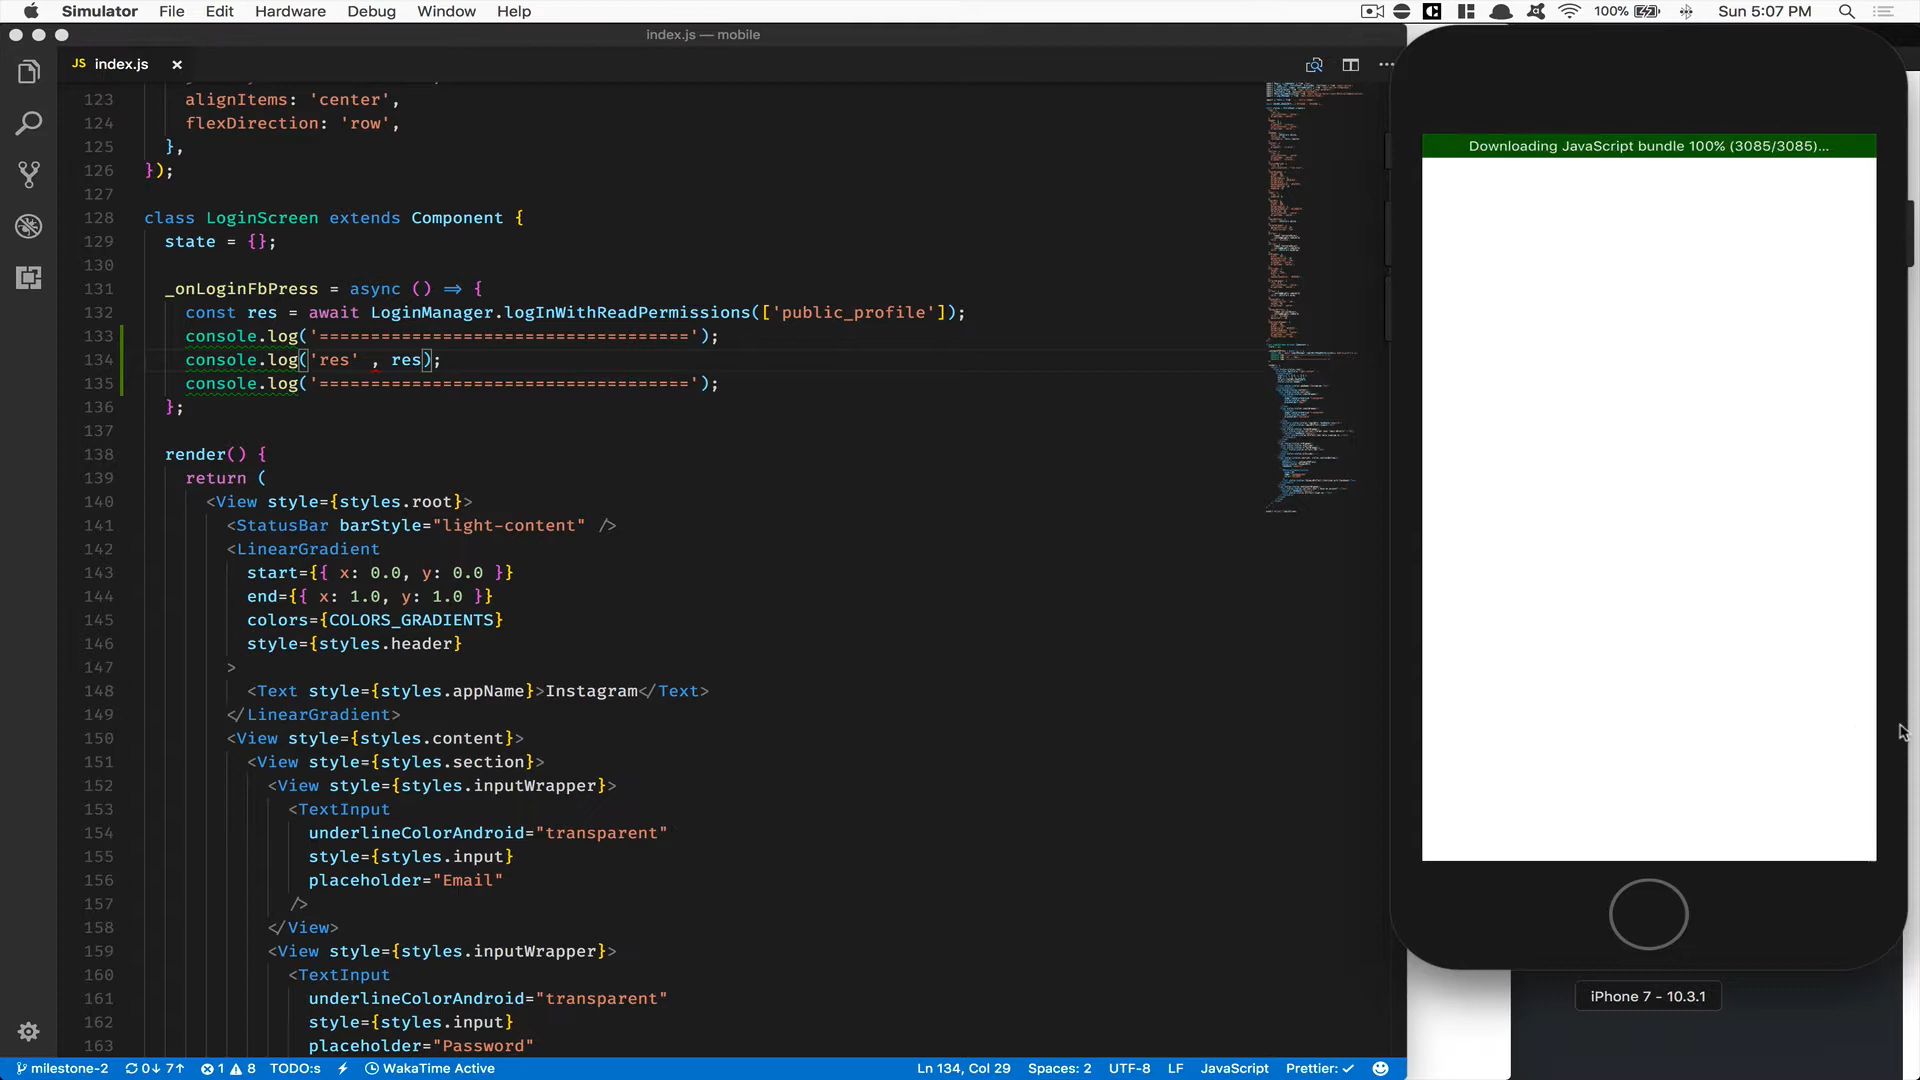 Simulator File Edit Hardware Debug Window Help
100% Sun 5:07 PM
index.js — mobile
JS index.js
123 alignItems: 'center',
124 flexDirection: 'row',
125 },
126 });
127
128 class LoginScreen extends Component {
129 state = {};
130
131 _onLoginFbPress = async () => {
132 const res = await LoginManager.logInWithReadPermissions(['public_profile']);
133 console.log('====================================');
134 console.log('res' , res);
135 console.log('====================================');
136 };
137
138 render() {
139 return (
140 <View style={styles.root}>
141 <StatusBar barStyle="light-content" />
142 <LinearGradient
143 start={{ x: 0.0, y: 0.0 }}
144 end={{ x: 1.0, y: 1.0 }}
145 colors={COLORS_GRADIENTS}
146 style={styles.header}
147 >
148 <Text style={styles.appName}>Instagram</Text>
149 </LinearGradient>
150 <View style={styles.content}>
151 <View style={styles.section}>
152 <View style={styles.inputWrapper}>
153 <TextInput
154 underlineColorAndroid="transparent"
155 style={styles.input}
156 placeholder="Email"
157 />
158 </View>
159 <View style={styles.inputWrapper}>
160 <TextInput
161 underlineColorAndroid="transparent"
162 style={styles.input}
163 placeholder="Password"
Downloading JavaScript bundle 100% (3085/3085)...
iPhone 7 - 10.3.1
milestone-2 0↓ 7↑ 1 8 TODO:s WakaTime Active Ln 134, Col 29 Spaces: 2 UTF-8 LF JavaScript Prettier: ✓